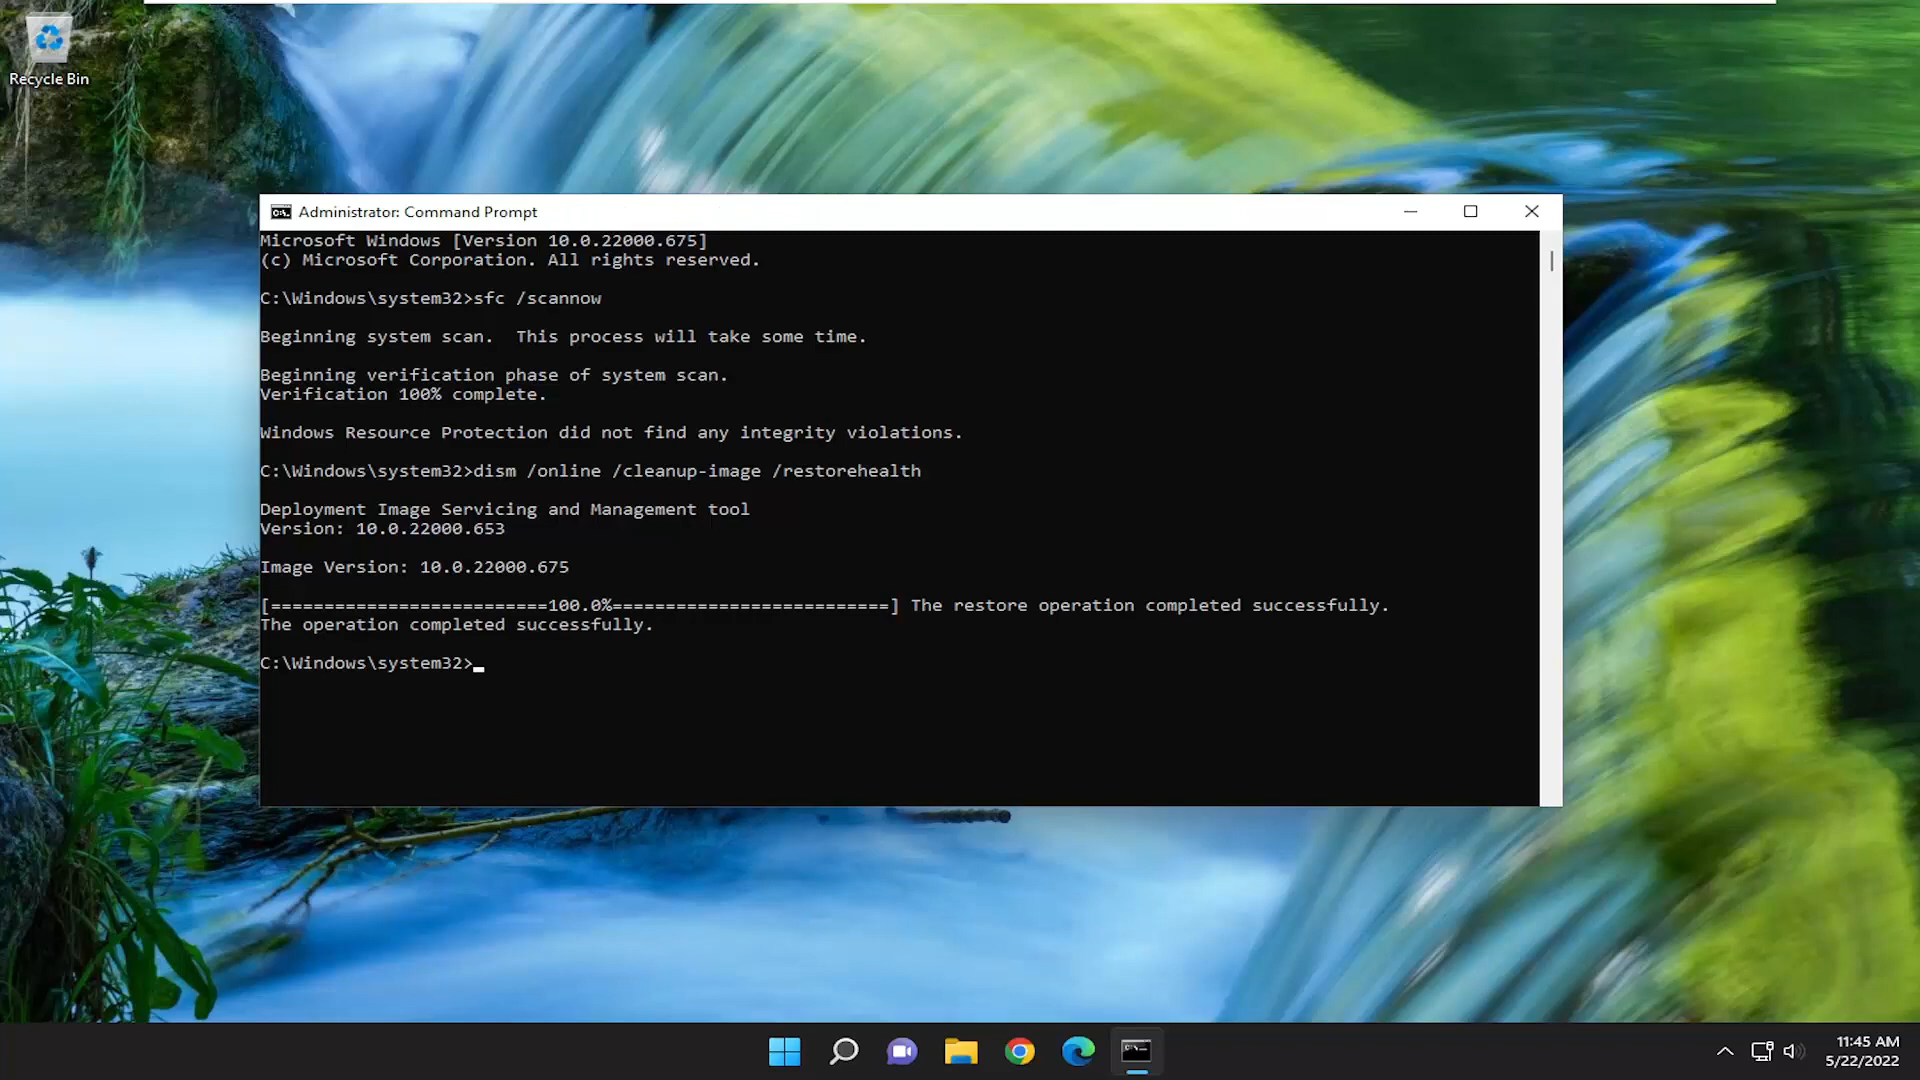 Recycle Bin
Administrator: Command Prompt
Microsoft Windows [Version 10.0.22000.675]
(c) Microsoft Corporation. All rights reserved.
C:\Windows\system32>sfc /scannow
Beginning system scan.  This process will take some time.
Beginning verification phase of system scan.
Verification 100% complete.
Windows Resource Protection did not find any integrity violations.
C:\Windows\system32>dism /online /cleanup-image /restorehealth
Deployment Image Servicing and Management tool
Version: 10.0.22000.653
Image Version: 10.0.22000.675
[==========================100.0%==========================] The restore operation completed successfully.
The operation completed successfully.
C:\Windows\system32>_
11:45 AM
5/22/2022